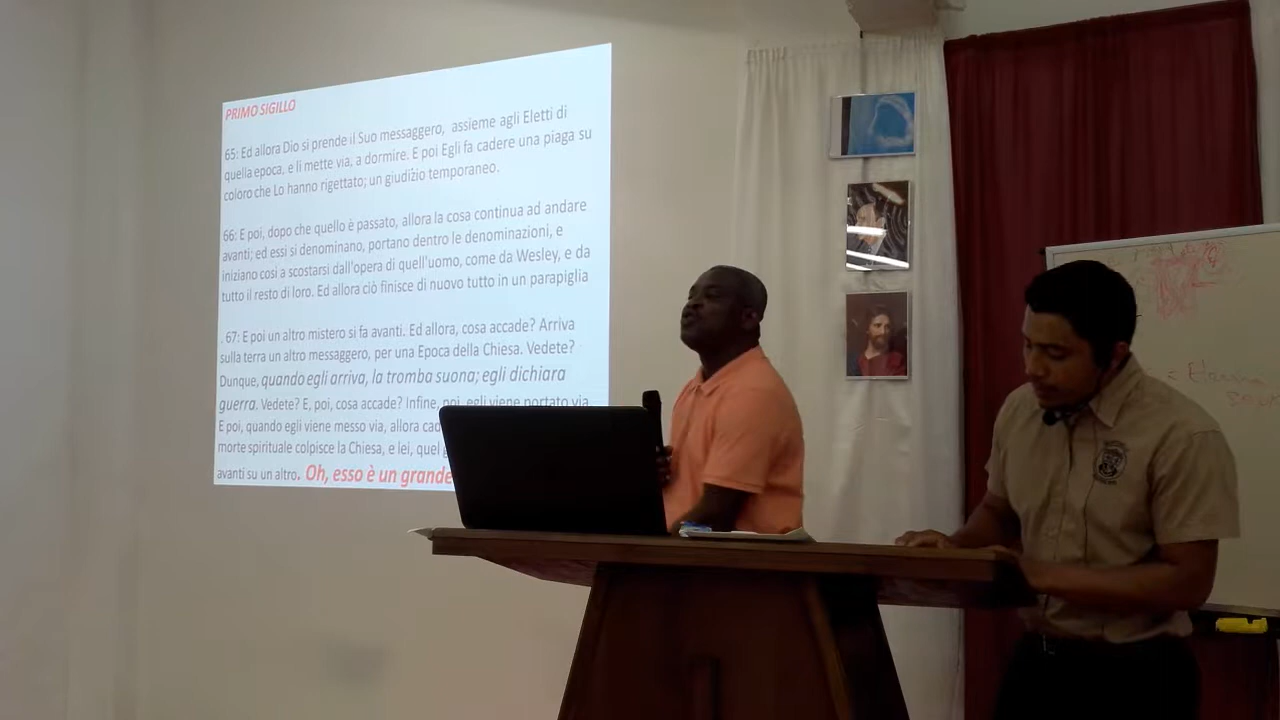 PRIMO SIGILLO
65: Ed allora Dio si prende il Suo messaggero, assieme agli Eletti di
quella epoca, e li mette via, a dormire. E poi Egli fa cadere una piaga su
coloro che Lo hanno rigettato; un giudizio temporaneo.
66: E poi, dopo che quello è passato, allora la cosa continua ad andare
avanti; ed essi si denominano, portano dentro le denominazioni, e
iniziano così a scostarsi dall'opera di quell'uomo, come da Wesley, e da
tutto il resto di loro. Ed allora ciò finisce di nuovo tutto in un parapiglia
. 67: E poi un altro mistero si fa avanti. Ed allora, cosa accade? Arriva
sulla terra un altro messaggero, per una Epoca della Chiesa. Vedete?
Dunque, quando egli arriva, la tromba suona; egli dichiara
guerra. Vedete? E, poi, cosa accade? Infine, poi, egli viene portato via
E poi, quando egli viene messo via, allora cad
morte spirituale colpisce la Chiesa, e lei, quel
avanti su un altro. Oh, esso è un grande